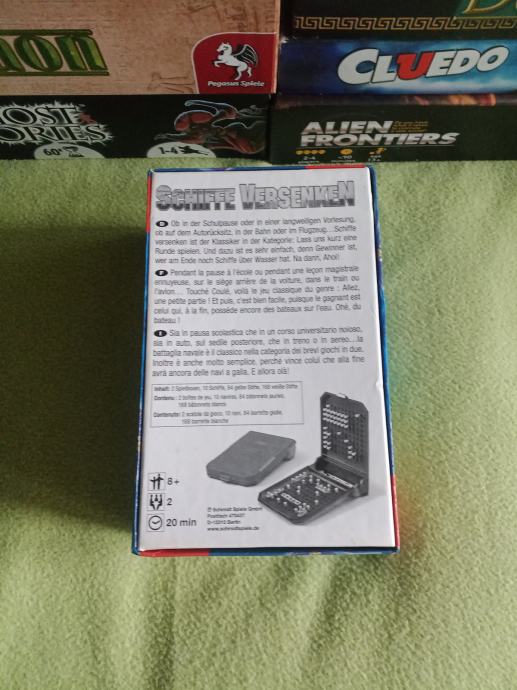 non
Pegasus Spiele
CLUEDO
OST
ORIES
60'
1-4
ALIEN
FRONTIERS
2-4
SCHIFFE VERSENKEN
D Ob in der Schulpause oder in einer langweiligen Vorlesung,
ob auf dem Autorücksitz, in der Bahn oder im Flugzeug...Schiffe
versenken ist der Klassiker in der Kategorie: Lass uns kurz eine
Runde spielen. Und dazu ist es sehr einfach, denn Gewinner ist,
wer am Ende noch Schiffe über Wasser hat. Na dann, Ahoi!
F Pendant la pause à l'école ou pendant une leçon magistrale
ennuyeuse, sur le siège arrière de la voiture, dans le train ou
l'avion... Touché Coulé, voilà le jeu classique du genre : Allez,
une petite partie ! Et puis, c'est bien facile, puisque le gagnant est
celui qui, à la fin, possède encore des bateaux sur l'eau. Ohé, du
bateau !
I Sia in pausa scolastica che in un corso universitario noioso,
sia in auto, sul sedile posteriore, che in treno o in aereo...la
battaglia navale è il classico nella categoria dei brevi giochi in due.
Inoltre è anche molto semplice, perché vince colui che alla fine
avrà ancora delle navi a galla. E allora olà!
Inhalt: 2 Spielboxen, 10 Schiffe, 84 gelbe Stifte, 168 weiße Stifte
Contenu : 2 boîtes de jeu, 10 navires, 84 bâtonnets jaunes,
168 bâtonnets blancs
Contenuto: 2 scatole da gioco, 10 navi, 84 barrette gialle,
168 barrette bianche
8+
2
20 min
© Schmidt Spiele GmbH
Postfach 470437
D-12313 Berlin
www.schmidtspiele.de